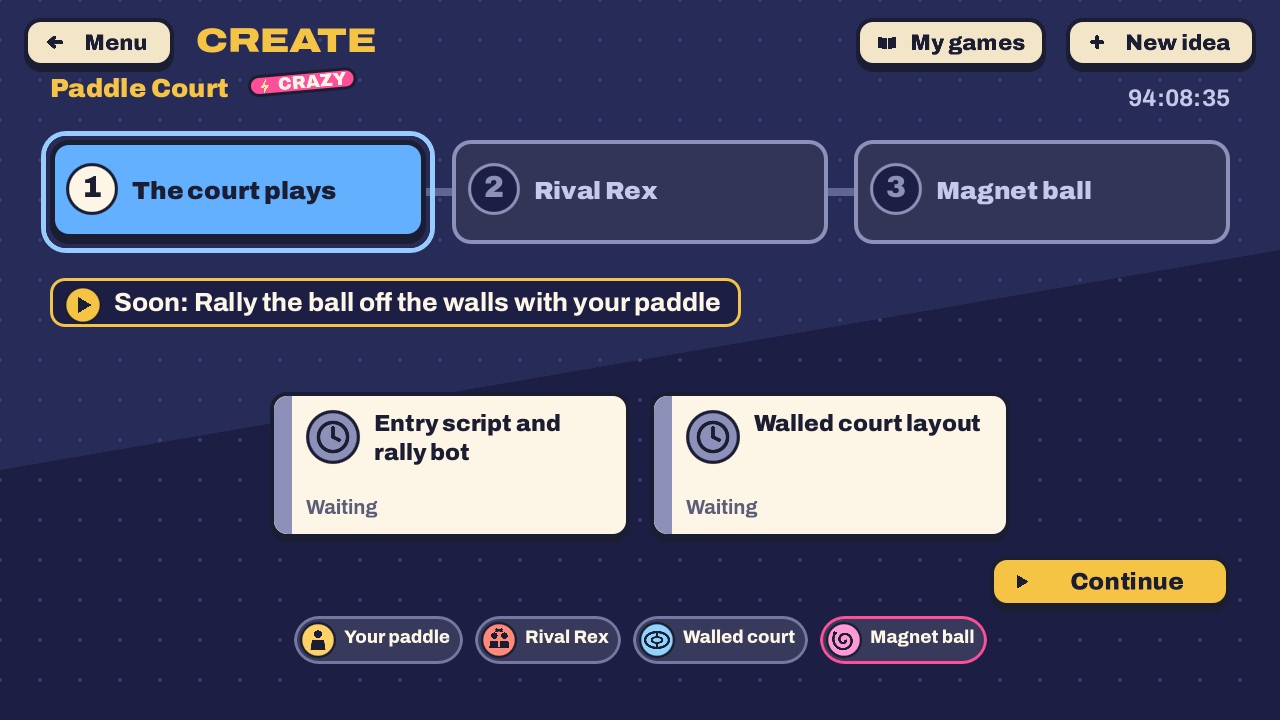 Menu
CREATE
My games
New idea
Paddle Court
CRAZY
94:08:35
1
The court plays
2
Rival Rex
3
Magnet ball
Soon: Rally the ball off the walls with your paddle
Entry script and
rally bot
Waiting
Walled court layout
Waiting
Continue
Your paddle
Rival Rex
Walled court
Magnet ball